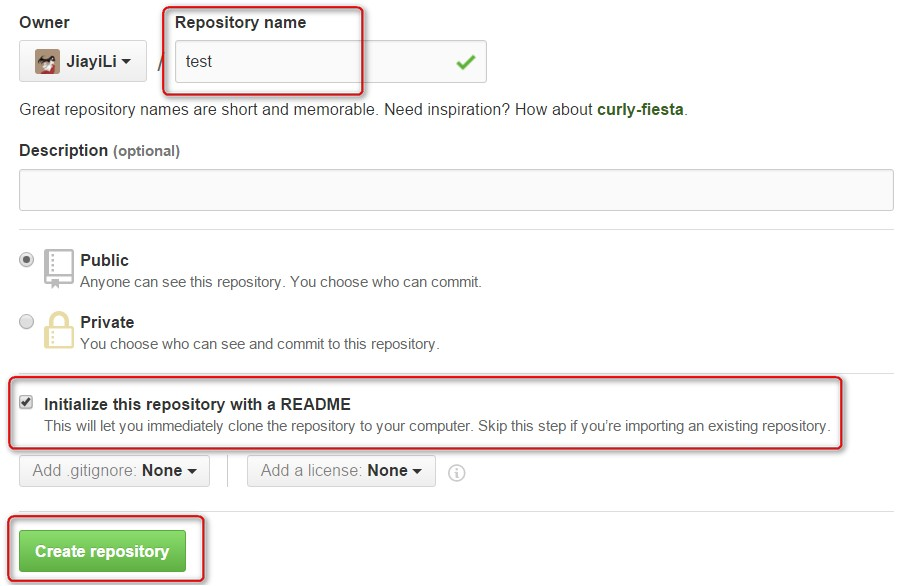 Owner
Repository name
JiayiLi
/
test
Great repository names are short and memorable. Need inspiration? How about curly-fiesta.
Description (optional)
Public
Anyone can see this repository. You choose who can commit.
Private
You choose who can see and commit to this repository.
Initialize this repository with a README
This will let you immediately clone the repository to your computer. Skip this step if you’re importing an existing repository.
Add .gitignore: None
Add a license: None
Create repository